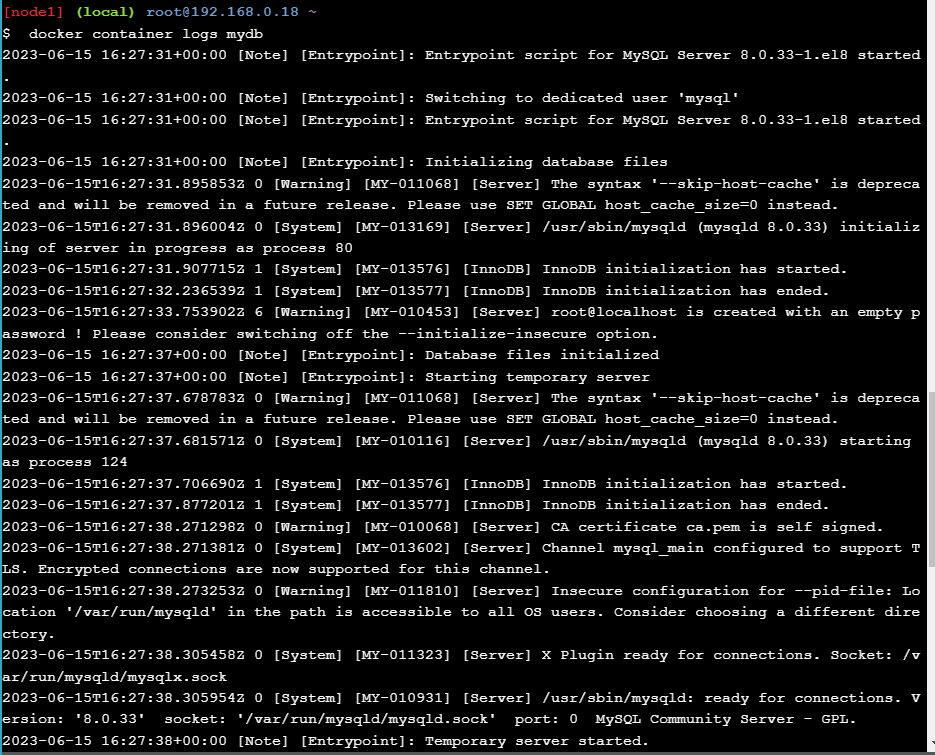 [node1] (local) root@192.168.0.18 ~
$  docker container logs mydb
2023-06-15 16:27:31+00:00 [Note] [Entrypoint]: Entrypoint script for MySQL Server 8.0.33-1.el8 started
.
2023-06-15 16:27:31+00:00 [Note] [Entrypoint]: Switching to dedicated user 'mysql'
2023-06-15 16:27:31+00:00 [Note] [Entrypoint]: Entrypoint script for MySQL Server 8.0.33-1.el8 started
.
2023-06-15 16:27:31+00:00 [Note] [Entrypoint]: Initializing database files
2023-06-15T16:27:31.895853Z 0 [Warning] [MY-011068] [Server] The syntax '--skip-host-cache' is depreca
ted and will be removed in a future release. Please use SET GLOBAL host_cache_size=0 instead.
2023-06-15T16:27:31.896004Z 0 [System] [MY-013169] [Server] /usr/sbin/mysqld (mysqld 8.0.33) initializ
ing of server in progress as process 80
2023-06-15T16:27:31.907715Z 1 [System] [MY-013576] [InnoDB] InnoDB initialization has started.
2023-06-15T16:27:32.236539Z 1 [System] [MY-013577] [InnoDB] InnoDB initialization has ended.
2023-06-15T16:27:33.753902Z 6 [Warning] [MY-010453] [Server] root@localhost is created with an empty p
assword ! Please consider switching off the --initialize-insecure option.
2023-06-15 16:27:37+00:00 [Note] [Entrypoint]: Database files initialized
2023-06-15 16:27:37+00:00 [Note] [Entrypoint]: Starting temporary server
2023-06-15T16:27:37.678783Z 0 [Warning] [MY-011068] [Server] The syntax '--skip-host-cache' is depreca
ted and will be removed in a future release. Please use SET GLOBAL host_cache_size=0 instead.
2023-06-15T16:27:37.681571Z 0 [System] [MY-010116] [Server] /usr/sbin/mysqld (mysqld 8.0.33) starting
as process 124
2023-06-15T16:27:37.706690Z 1 [System] [MY-013576] [InnoDB] InnoDB initialization has started.
2023-06-15T16:27:37.877201Z 1 [System] [MY-013577] [InnoDB] InnoDB initialization has ended.
2023-06-15T16:27:38.271298Z 0 [Warning] [MY-010068] [Server] CA certificate ca.pem is self signed.
2023-06-15T16:27:38.271381Z 0 [System] [MY-013602] [Server] Channel mysql_main configured to support T
LS. Encrypted connections are now supported for this channel.
2023-06-15T16:27:38.273253Z 0 [Warning] [MY-011810] [Server] Insecure configuration for --pid-file: Lo
cation '/var/run/mysqld' in the path is accessible to all OS users. Consider choosing a different dire
ctory.
2023-06-15T16:27:38.305458Z 0 [System] [MY-011323] [Server] X Plugin ready for connections. Socket: /v
ar/run/mysqld/mysqlx.sock
2023-06-15T16:27:38.305954Z 0 [System] [MY-010931] [Server] /usr/sbin/mysqld: ready for connections. V
ersion: '8.0.33'  socket: '/var/run/mysqld/mysqld.sock'  port: 0  MySQL Community Server - GPL.
2023-06-15 16:27:38+00:00 [Note] [Entrypoint]: Temporary server started.